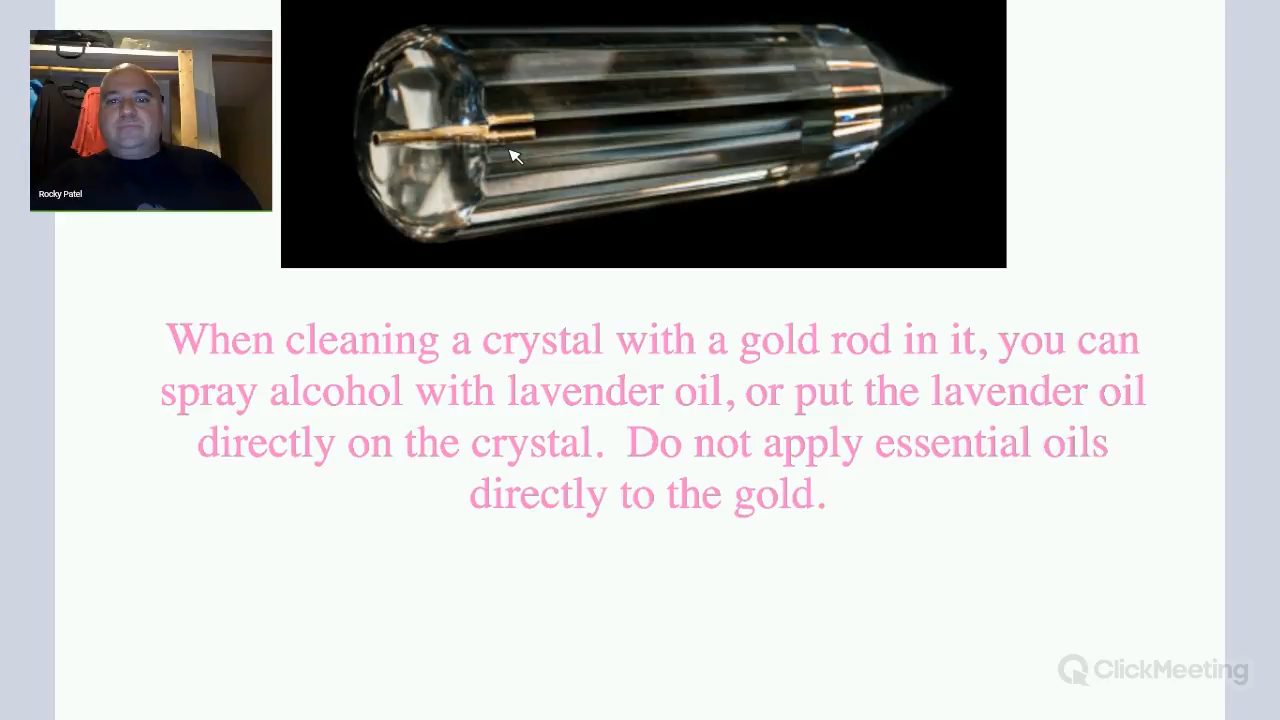 Rocky Patel
When cleaning a crystal with a gold rod in it, you can
spray alcohol with lavender oil, or put the lavender oil
directly on the crystal.  Do not apply essential oils
directly to the gold.
ClickMeeting